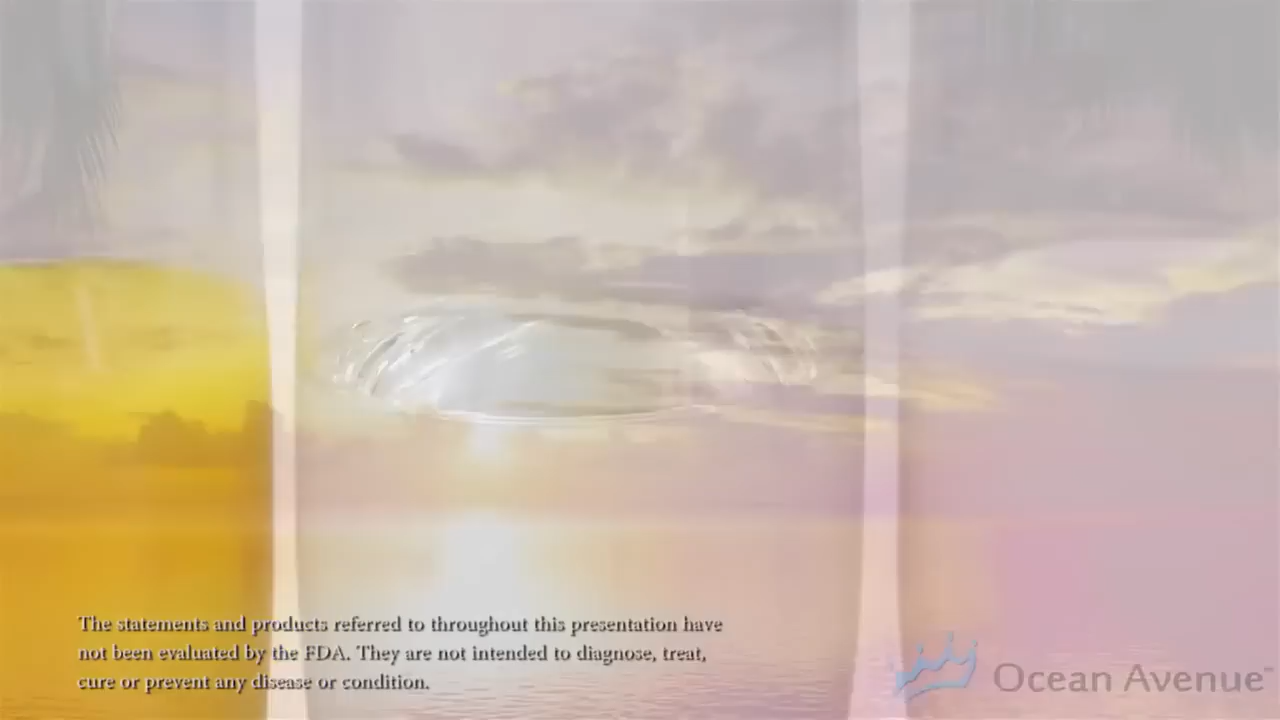 The statements and products referred to throughout this presentation have
not been evaluated by the FDA. They are not intended to diagnose, treat,
cure or prevent any disease or condition.
Ocean Avenue™